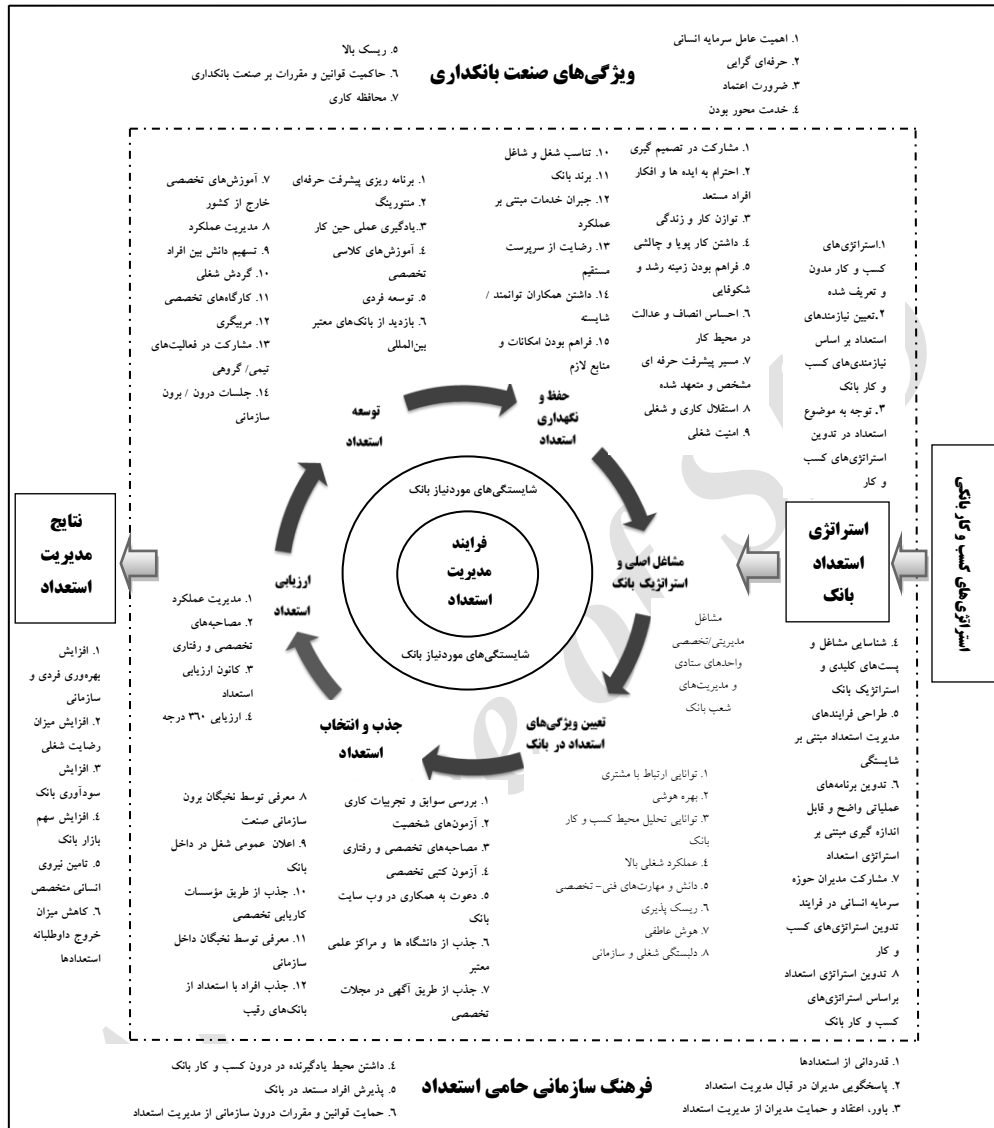 ۱. اهمیت عامل سرمایه انسانی
۲. حرفه‌ای گرایی
۳. ضرورت اعتماد
۴. خدمت محور بودن
ویژگی‌های صنعت بانکداری
۵. ریسک بالا
۶. حاکمیت قوانین و مقررات بر صنعت بانکداری
۷. محافظه کاری
استراتژی‌های کسب و کار بانکی
۱.استراتژی‌های
کسب و کار مدون
و تعریف شده
۲.تعیین نیازمندهای
استعداد بر اساس
نیازمندی‌های کسب
و کار بانک
۳. توجه به موضوع
استعداد در تدوین
استراتژی‌های کسب
و کار
استراتژی
استعداد
بانک
۴. شناسایی مشاغل و
پست‌های کلیدی و
استراتژیک بانک
۵. طراحی فرایندهای
مدیریت استعداد مبتنی بر
شایستگی
۶. تدوین برنامه‌های
عملیاتی واضح و قابل
اندازه گیری مبتنی بر
استراتژی استعداد
۷. مشارکت مدیران حوزه
سرمایه انسانی در فرایند
تدوین استراتژی‌های کسب
و کار
۸. تدوین استراتژی استعداد
براساس استراتژی‌های
کسب و کار بانک
۱. مشارکت در تصمیم گیری
۲. احترام به ایده ها و افکار
افراد مستعد
۳. توازن کار و زندگی
۴. داشتن کار پویا و چالشی
۵. فراهم بودن زمینه رشد و
شکوفایی
۶. احساس انصاف و عدالت
در محیط کار
۷. مسیر پیشرفت حرفه ای
مشخص و متعهد شده
۸. استقلال کاری و شغلی
۹. امنیت شغلی
۱۰. تناسب شغل و شاغل
۱۱. برند بانک
۱۲. جبران خدمات مبتنی بر
عملکرد
۱۳. رضایت از سرپرست
مستقیم
۱۴. داشتن همکاران توانمند /
شایسته
۱۵. فراهم بودن امکانات و
منابع لازم
حفظ و
نگهداری
استعداد
۱. برنامه ریزی پیشرفت حرفه‌ای
۲. منتورینگ
۳.یادگیری عملی حین کار
۴. آموزش‌های کلاسی
تخصصی
۵. توسعه فردی
۶. بازدید از بانک‌های معتبر
بین‌المللی
۷. آموزش‌های تخصصی
خارج از کشور
۸. مدیریت عملکرد
۹. تسهیم دانش بین افراد
۱۰. گردش شغلی
۱۱. کارگاه‌های تخصصی
۱۲. مربیگری
۱۳. مشارکت در فعالیت‌های
تیمی/ گروهی
۱۴. جلسات درون / برون
سازمانی
توسعه
استعداد
شایستگی‌های موردنیاز بانک
فرایند
مدیریت
استعداد
شایستگی‌های موردنیاز بانک
مشاغل اصلی و
استراتژیک بانک
مشاغل
مدیریتی/تخصصی
واحدهای ستادی
و مدیریت‌های
شعب بانک
تعیین ویژگی‌های
استعداد در بانک
۱. توانایی ارتباط با مشتری
۲. بهره هوشی
۳. توانایی تحلیل محیط کسب و کار
بانک
۴. عملکرد شغلی بالا
۵. دانش و مهارت‌های فنی- تخصصی
۶. ریسک پذیری
۷. هوش عاطفی
۸. دلبستگی شغلی و سازمانی
جذب و انتخاب
استعداد
۱. بررسی سوابق و تجربیات کاری
۲. آزمون‌های شخصیت
۳. مصاحبه‌های تخصصی و رفتاری
۴. آزمون کتبی تخصصی
۵. دعوت به همکاری در وب سایت
بانک
۶. جذب از دانشگاه ها و مراکز علمی
معتبر
۷. جذب از طریق آگهی در مجلات
تخصصی
۸. معرفی توسط نخبگان برون
سازمانی صنعت
۹. اعلان عمومی شغل در داخل
بانک
۱۰. جذب از طریق مؤسسات
کاریابی تخصصی
۱۱. معرفی توسط نخبگان داخل
سازمانی
۱۲. جذب افراد با استعداد از
بانک‌های رقیب
ارزیابی
استعداد
۱. مدیریت عملکرد
۲. مصاحبه‌های
تخصصی و رفتاری
۳. کانون ارزیابی
استعداد
۴. ارزیابی ۳۶۰ درجه
نتایج
مدیریت
استعداد
۱. افزایش
بهره‌وری فردی و
سازمانی
۲. افزایش میزان
رضایت شغلی
۳. افزایش
سودآوری بانک
۴. افزایش سهم
بازار بانک
۵. تامین نیروی
انسانی متخصص
۶. کاهش میزان
خروج داوطلبانه
استعدادها
۱. قدردانی از استعدادها
۲. پاسخگویی مدیران در قبال مدیریت استعداد
۳. باور، اعتقاد و حمایت مدیران از مدیریت استعداد
فرهنگ سازمانی حامی استعداد
۴. داشتن محیط یادگیرنده در درون کسب و کار بانک
۵. پذیرش افراد مستعد در بانک
۶. حمایت قوانین و مقررات درون سازمانی از مدیریت استعداد